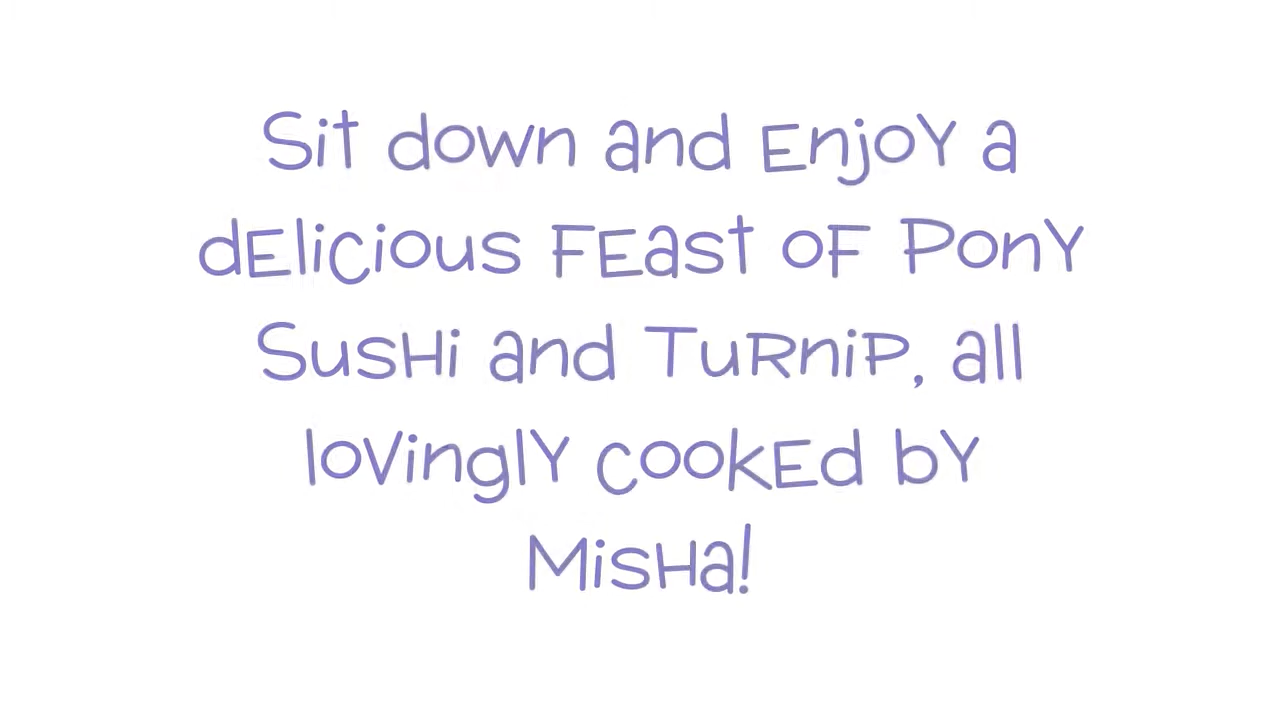 Sit down and Enjoy a
delicious Feast of Pony
Sushi and Turnip, all
lovingly cooked by
Misha!